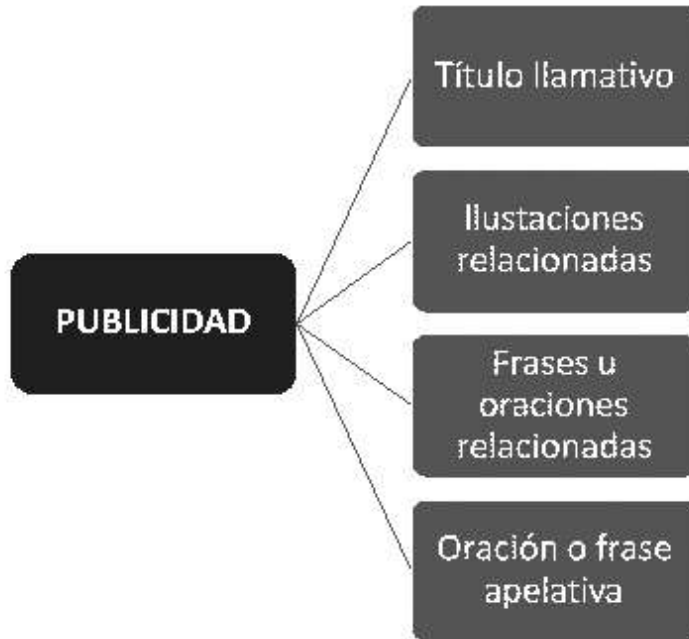 PUBLICIDAD
Título llamativo
Ilustaciones
relacionadas
Frases u
oraciones
relacionadas
Oración o frase
apelativa